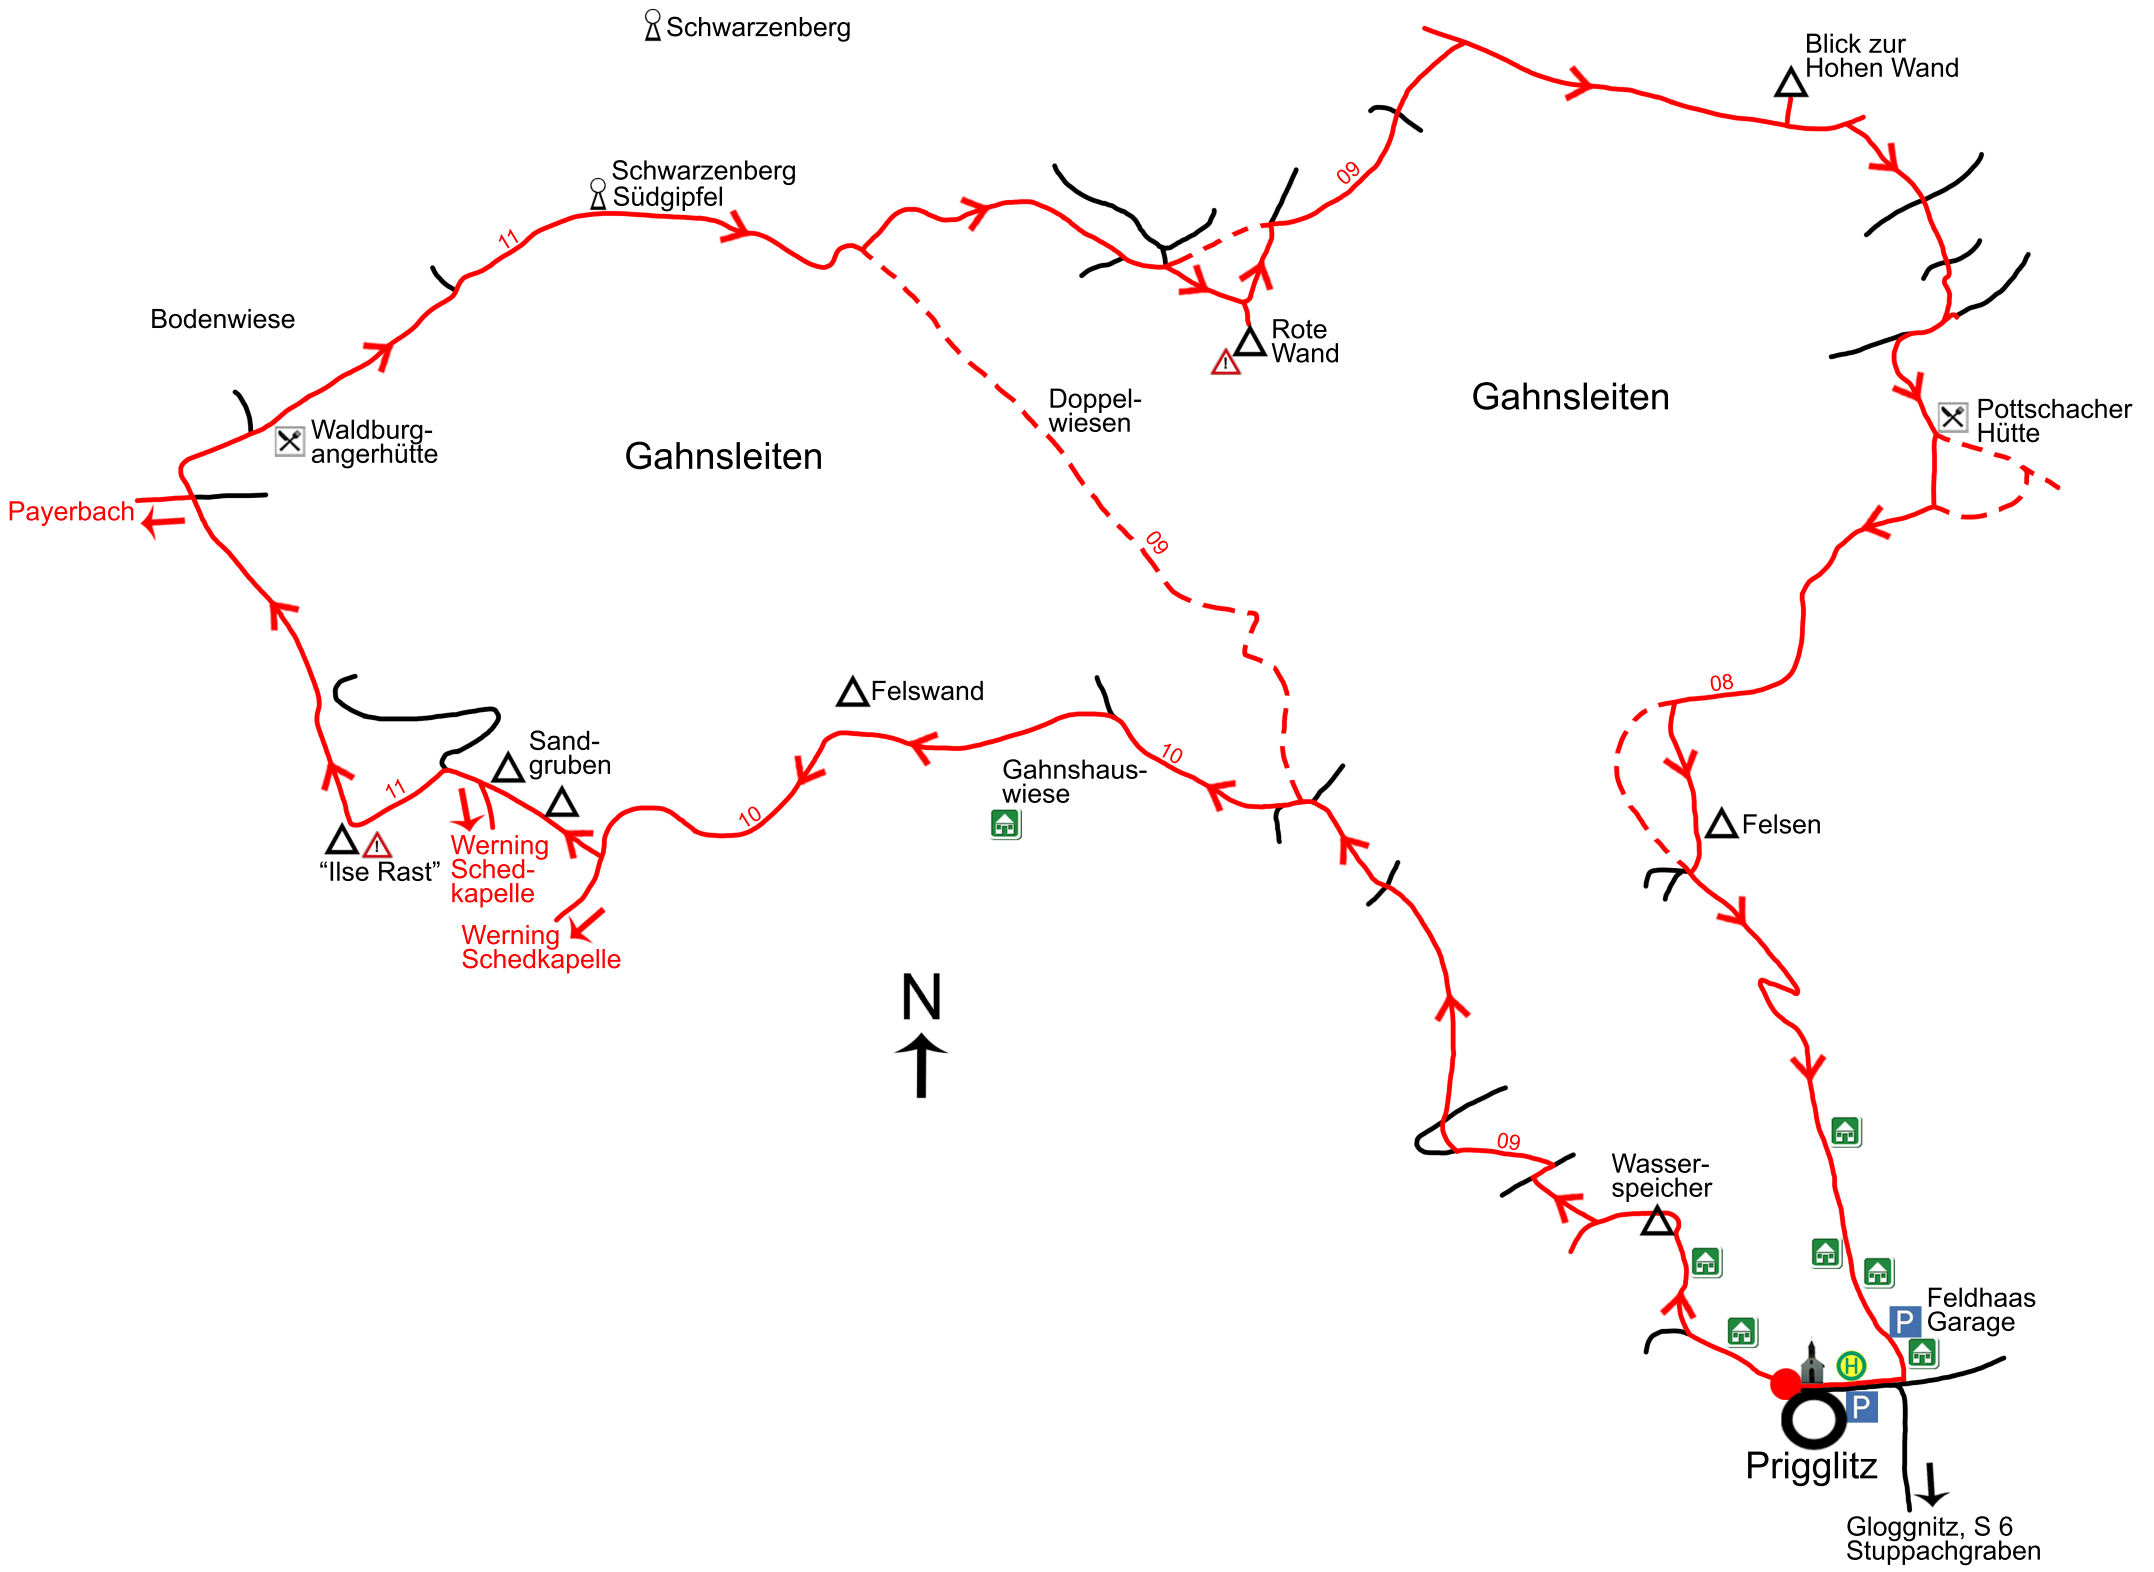 Schwarzenberg
Blick zur
Hohen Wand
Schwarzenberg
Südgipfel
09
11
Bodenwiese
Rote
Wand
!
Doppel-
wiesen
Gahnsleiten
Pottschacher
Hütte
Waldburg-
angerhütte
Gahnsleiten
Payerbach
09
08
Felswand
Sand-
gruben
10
Gahnshaus-
wiese
11
10
Felsen
!
"Ilse Rast"
Werning
Sched-
kapelle
Werning
Schedkapelle
N
09
Wasser-
speicher
Feldhaas
Garage
P
H
P
Prigglitz
Gloggnitz, S 6
Stuppachgraben